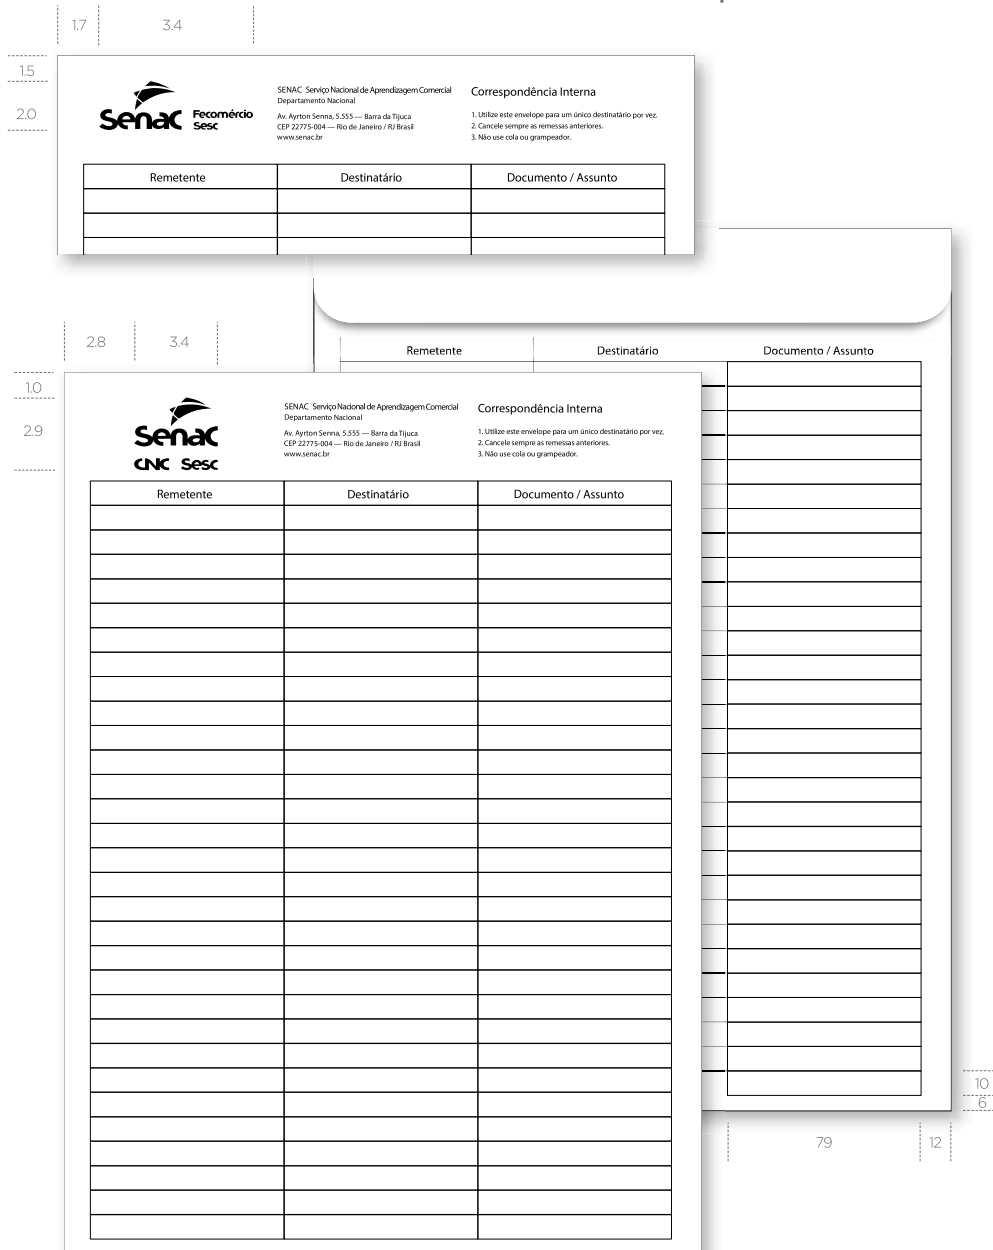 1.7 3.4
1.5
2.0
Senac Fecomércio
Sesc
SENAC Serviço Nacional de Aprendizagem Comercial
Departamento Nacional
Av. Ayrton Senna, 5.555 — Barra da Tijuca
CEP 22775-004 — Rio de Janeiro / RJ Brasil
www.senac.br
Correspondência Interna
1. Utilize este envelope para um único destinatário por vez.
2. Cancele sempre as remessas anteriores.
3. Não use cola ou grampeador.
Remetente Destinatário Documento / Assunto
Remetente Destinatário Documento / Assunto
2.8 3.4
1.0
2.9
Senac
CNC Sesc
SENAC Serviço Nacional de Aprendizagem Comercial
Departamento Nacional
Av. Ayrton Senna, 5.555 — Barra da Tijuca
CEP 22775-004 — Rio de Janeiro / RJ Brasil
www.senac.br
Correspondência Interna
1. Utilize este envelope para um único destinatário por vez.
2. Cancele sempre as remessas anteriores.
3. Não use cola ou grampeador.
Remetente Destinatário Documento / Assunto
10
6
79 12